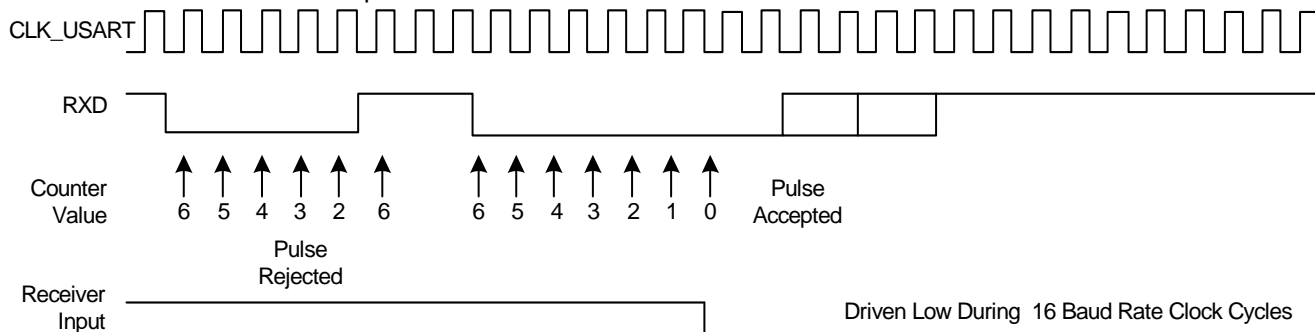 CLK_USART
RXD
Counter
Value
6 5 4 3 2 6 6 5 4 3 2 1 0
Pulse
Accepted
Pulse
Rejected
Receiver
Input
Driven Low During 16 Baud Rate Clock Cycles